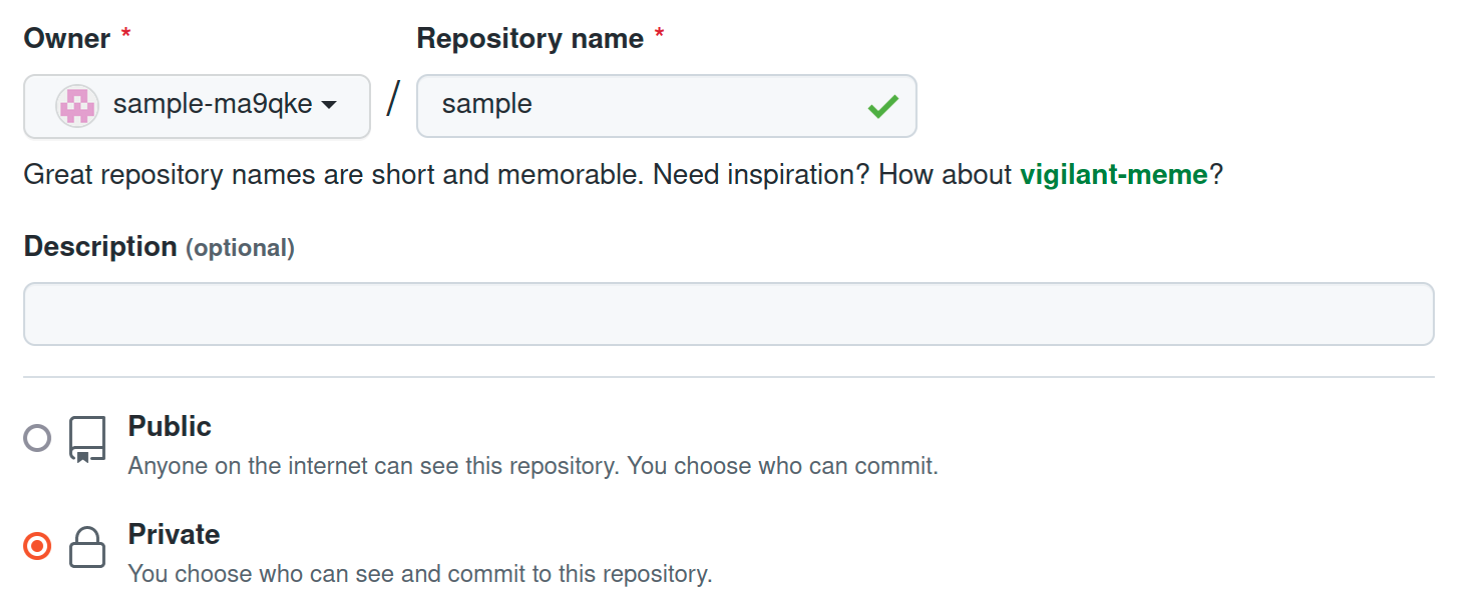 Owner * Repository name *
sample-ma9qke / sample
Great repository names are short and memorable. Need inspiration? How about vigilant-meme?
Description (optional)
Public
Anyone on the internet can see this repository. You choose who can commit.
Private
You choose who can see and commit to this repository.